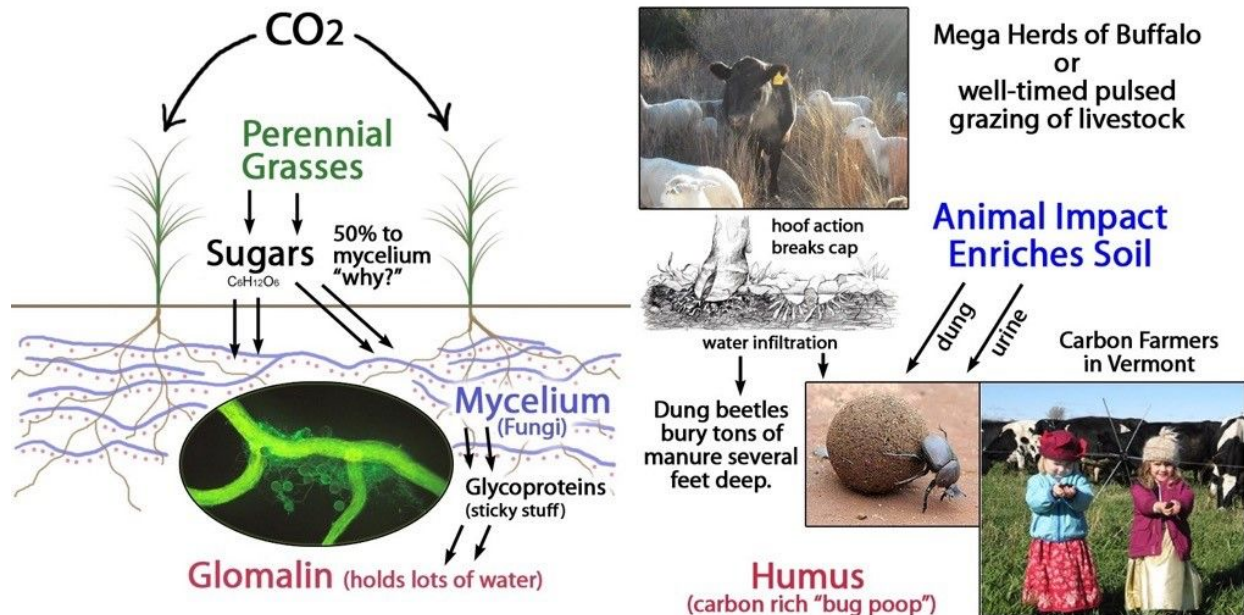 CO2
Perennial
Grasses
Sugars
C6H12O6
50% to
mycelium
"why?"
Mycelium
(Fungi)
Glycoproteins
(sticky stuff)
Glomalin (holds lots of water)
Mega Herds of Buffalo
or
well-timed pulsed
grazing of livestock
hoof action
breaks cap
Animal Impact
Enriches Soil
dung
urine
water infiltration
Carbon Farmers
in Vermont
Dung beetles
bury tons of
manure several
feet deep.
Humus
(carbon rich "bug poop")